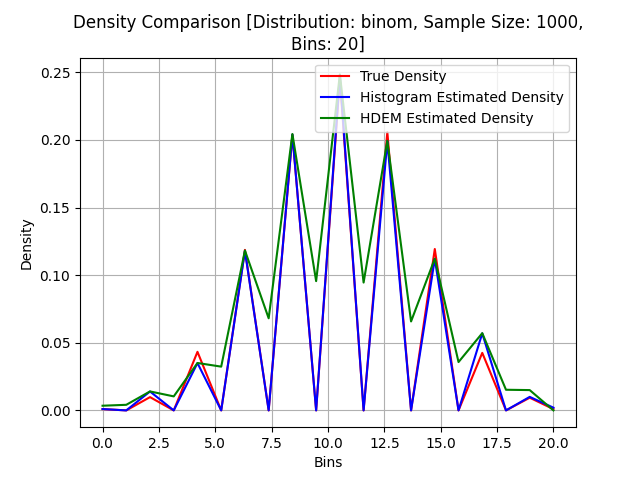 Density Comparison [Distribution: binom, Sample Size: 1000,
Bins: 20]
True Density
Histogram Estimated Density
HDEM Estimated Density
0.25
0.20
0.15
0.10
0.05
0.00
Density
0.0 2.5 5.0 7.5 10.0 12.5 15.0 17.5 20.0
Bins